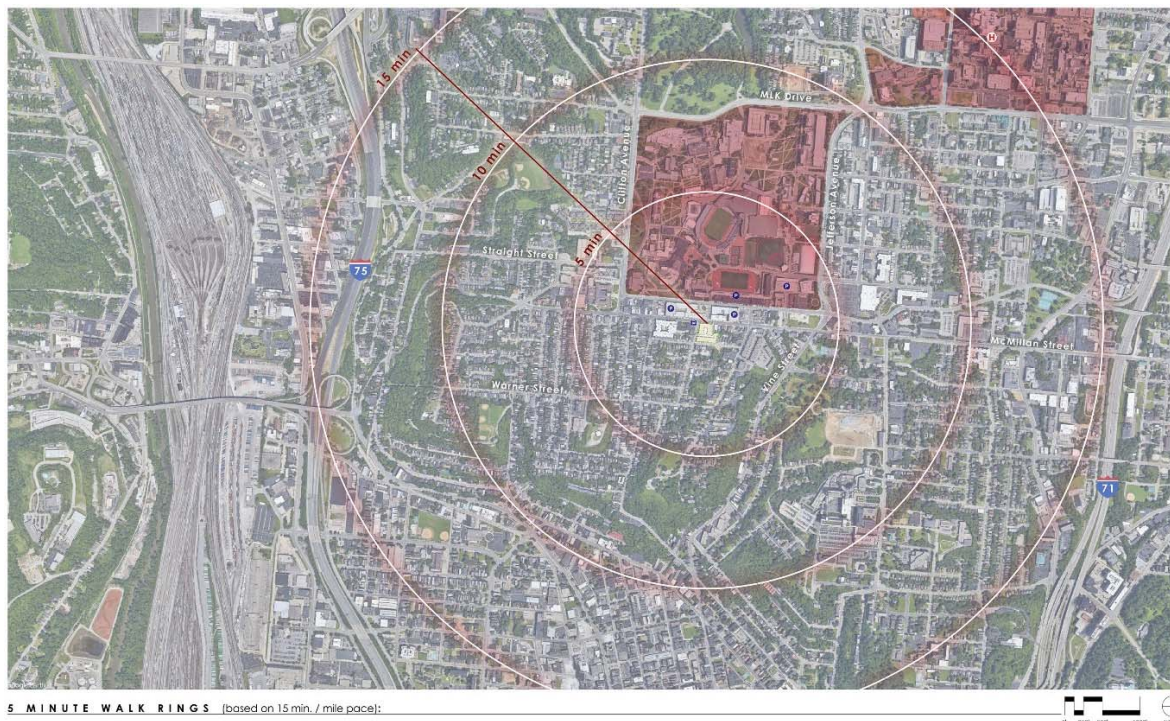 15 min
H
MLK Drive
10 min
Clifton Avenue
Jefferson Avenue
5 min
Straight Street
75
P
P
P
P
McMillan Street
Vine Street
Warner Street
71
5 MINUTE WALK RINGS (based on 15 min. / mile pace):